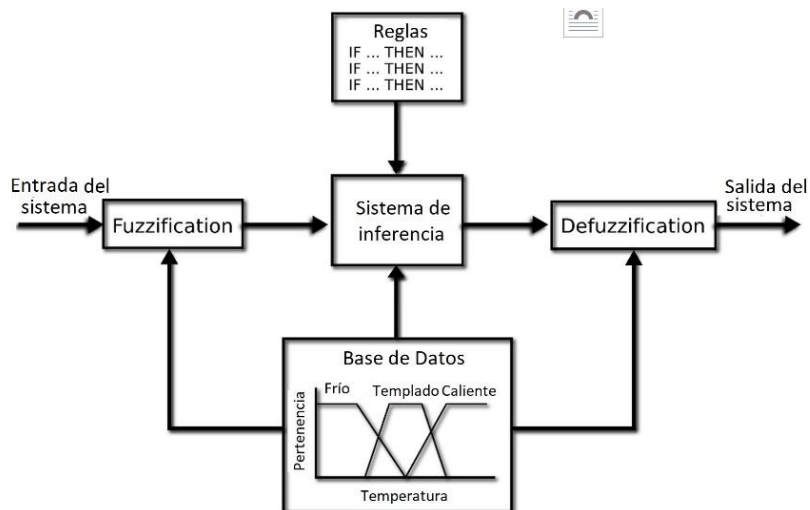 Reglas
IF ... THEN ...
IF ... THEN ...
IF ... THEN ...
Entrada del
sistema
Fuzzification
Sistema de
inferencia
Defuzzification
Salida del
sistema
Base de Datos
Frío
Templado
Caliente
Pertenencia
Temperatura